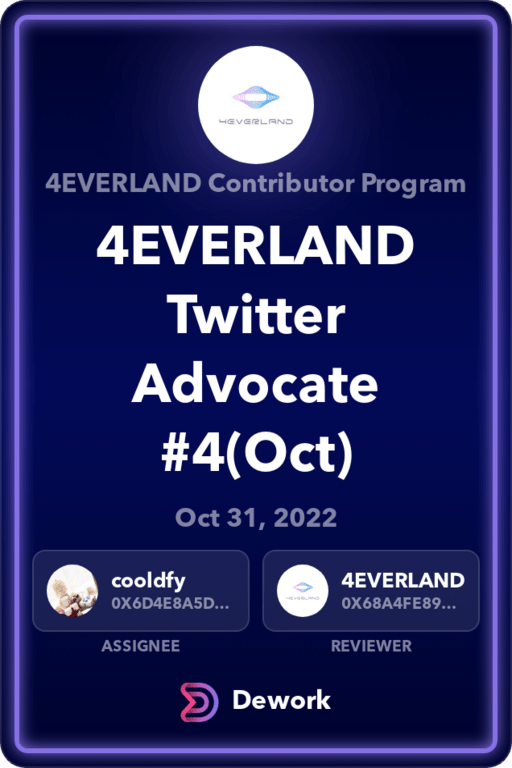 4EVERLAND
4EVERLAND Contributor Program
4EVERLAND
Twitter
Advocate
#4(Oct)
Oct 31, 2022
cooldfy
0X6D4E8A5D...
4EVERLAND
4EVERLAND
0X68A4FE89...
ASSIGNEE
REVIEWER
Dework